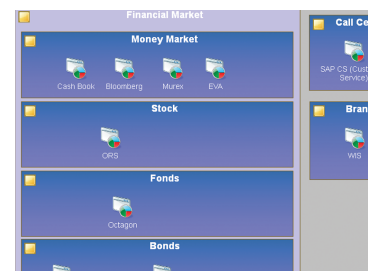 Financial Market
Money Market
Cash Book Bloomberg Murex EVA
Stock
ORS
Fonds
Octagon
Bonds
Call Ce
SAP CS (Cust
Service)
Bran
WIS